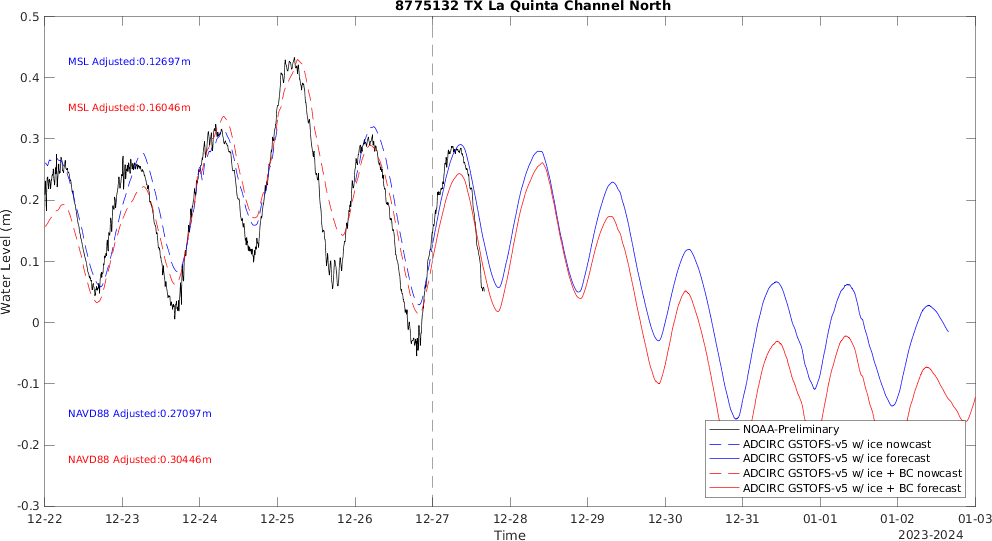 8775132 TX La Quinta Channel North
0.5
0.4
0.3
0.2
0.1
0
-0.1
-0.2
-0.3
Water Level (m)
MSL Adjusted:0.12697m
MSL Adjusted:0.16046m
NAVD88 Adjusted:0.27097m
NAVD88 Adjusted:0.30446m
NOAA-Preliminary
ADCIRC GSTOFS-v5 w/ ice nowcast
ADCIRC GSTOFS-v5 w/ ice forecast
ADCIRC GSTOFS-v5 w/ ice + BC nowcast
ADCIRC GSTOFS-v5 w/ ice + BC forecast
12-22 12-23 12-24 12-25 12-26 12-27 12-28 12-29 12-30 12-31 01-01 01-02 01-03
Time
2023-2024